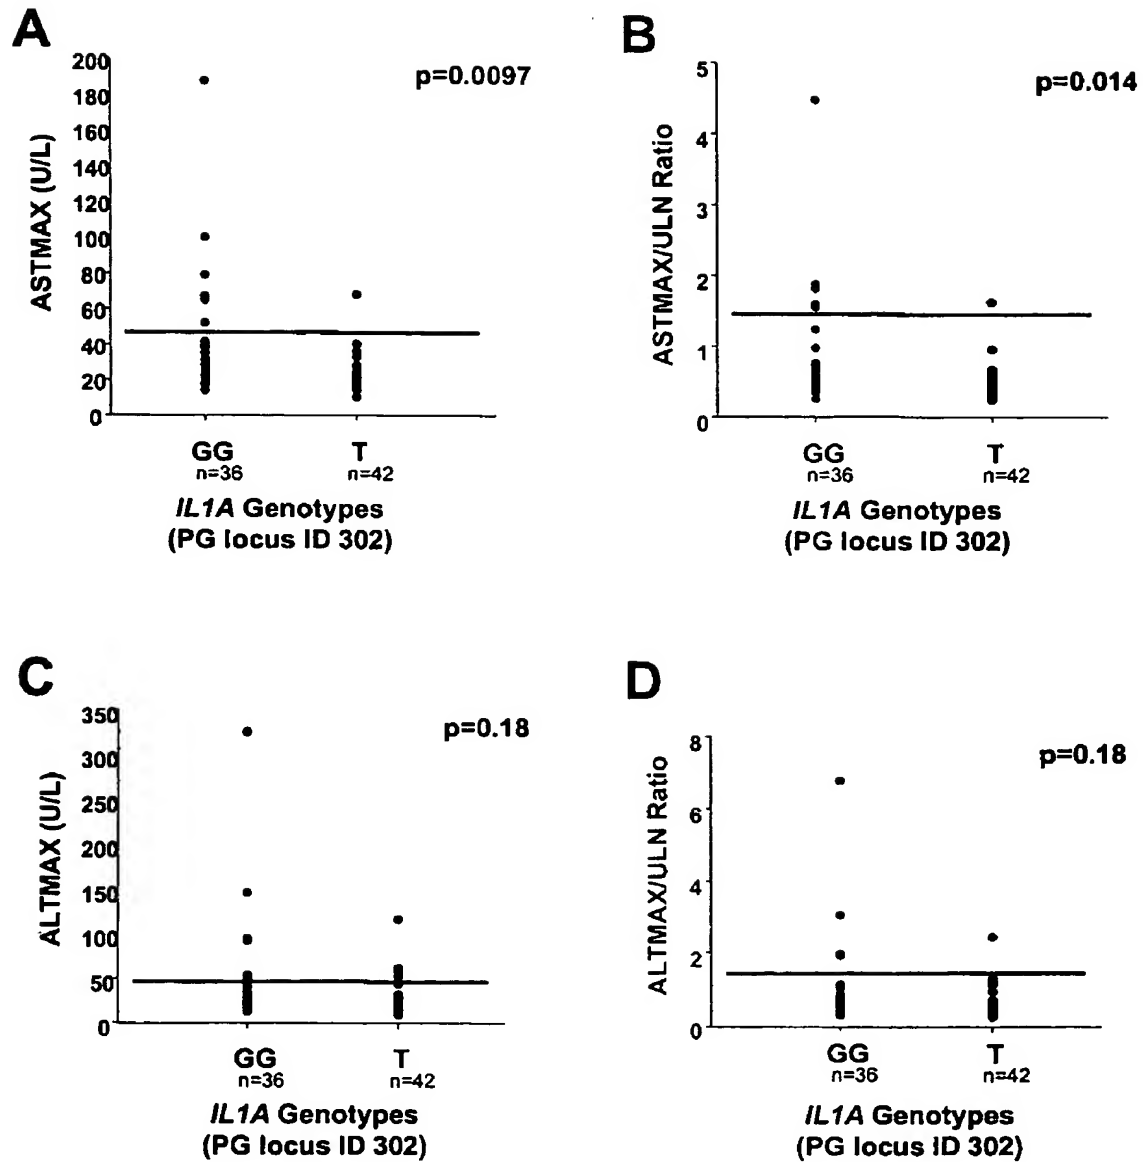 A
p=0.0097
ASTMAX (U/L)
200
180
160
140
120
100
80
60
40
20
0
GG
n=36
T
n=42
IL1A Genotypes
(PG locus ID 302)
B
p=0.014
ASTMAX/ULN Ratio
5
4
3
2
1
0
GG
n=36
T
n=42
IL1A Genotypes
(PG locus ID 302)
C
p=0.18
ALTMAX (U/L)
350
300
250
200
150
100
50
0
GG
n=36
T
n=42
IL1A Genotypes
(PG locus ID 302)
D
p=0.18
ALTMAX/ULN Ratio
8
6
4
2
0
GG
n=36
T
n=42
IL1A Genotypes
(PG locus ID 302)